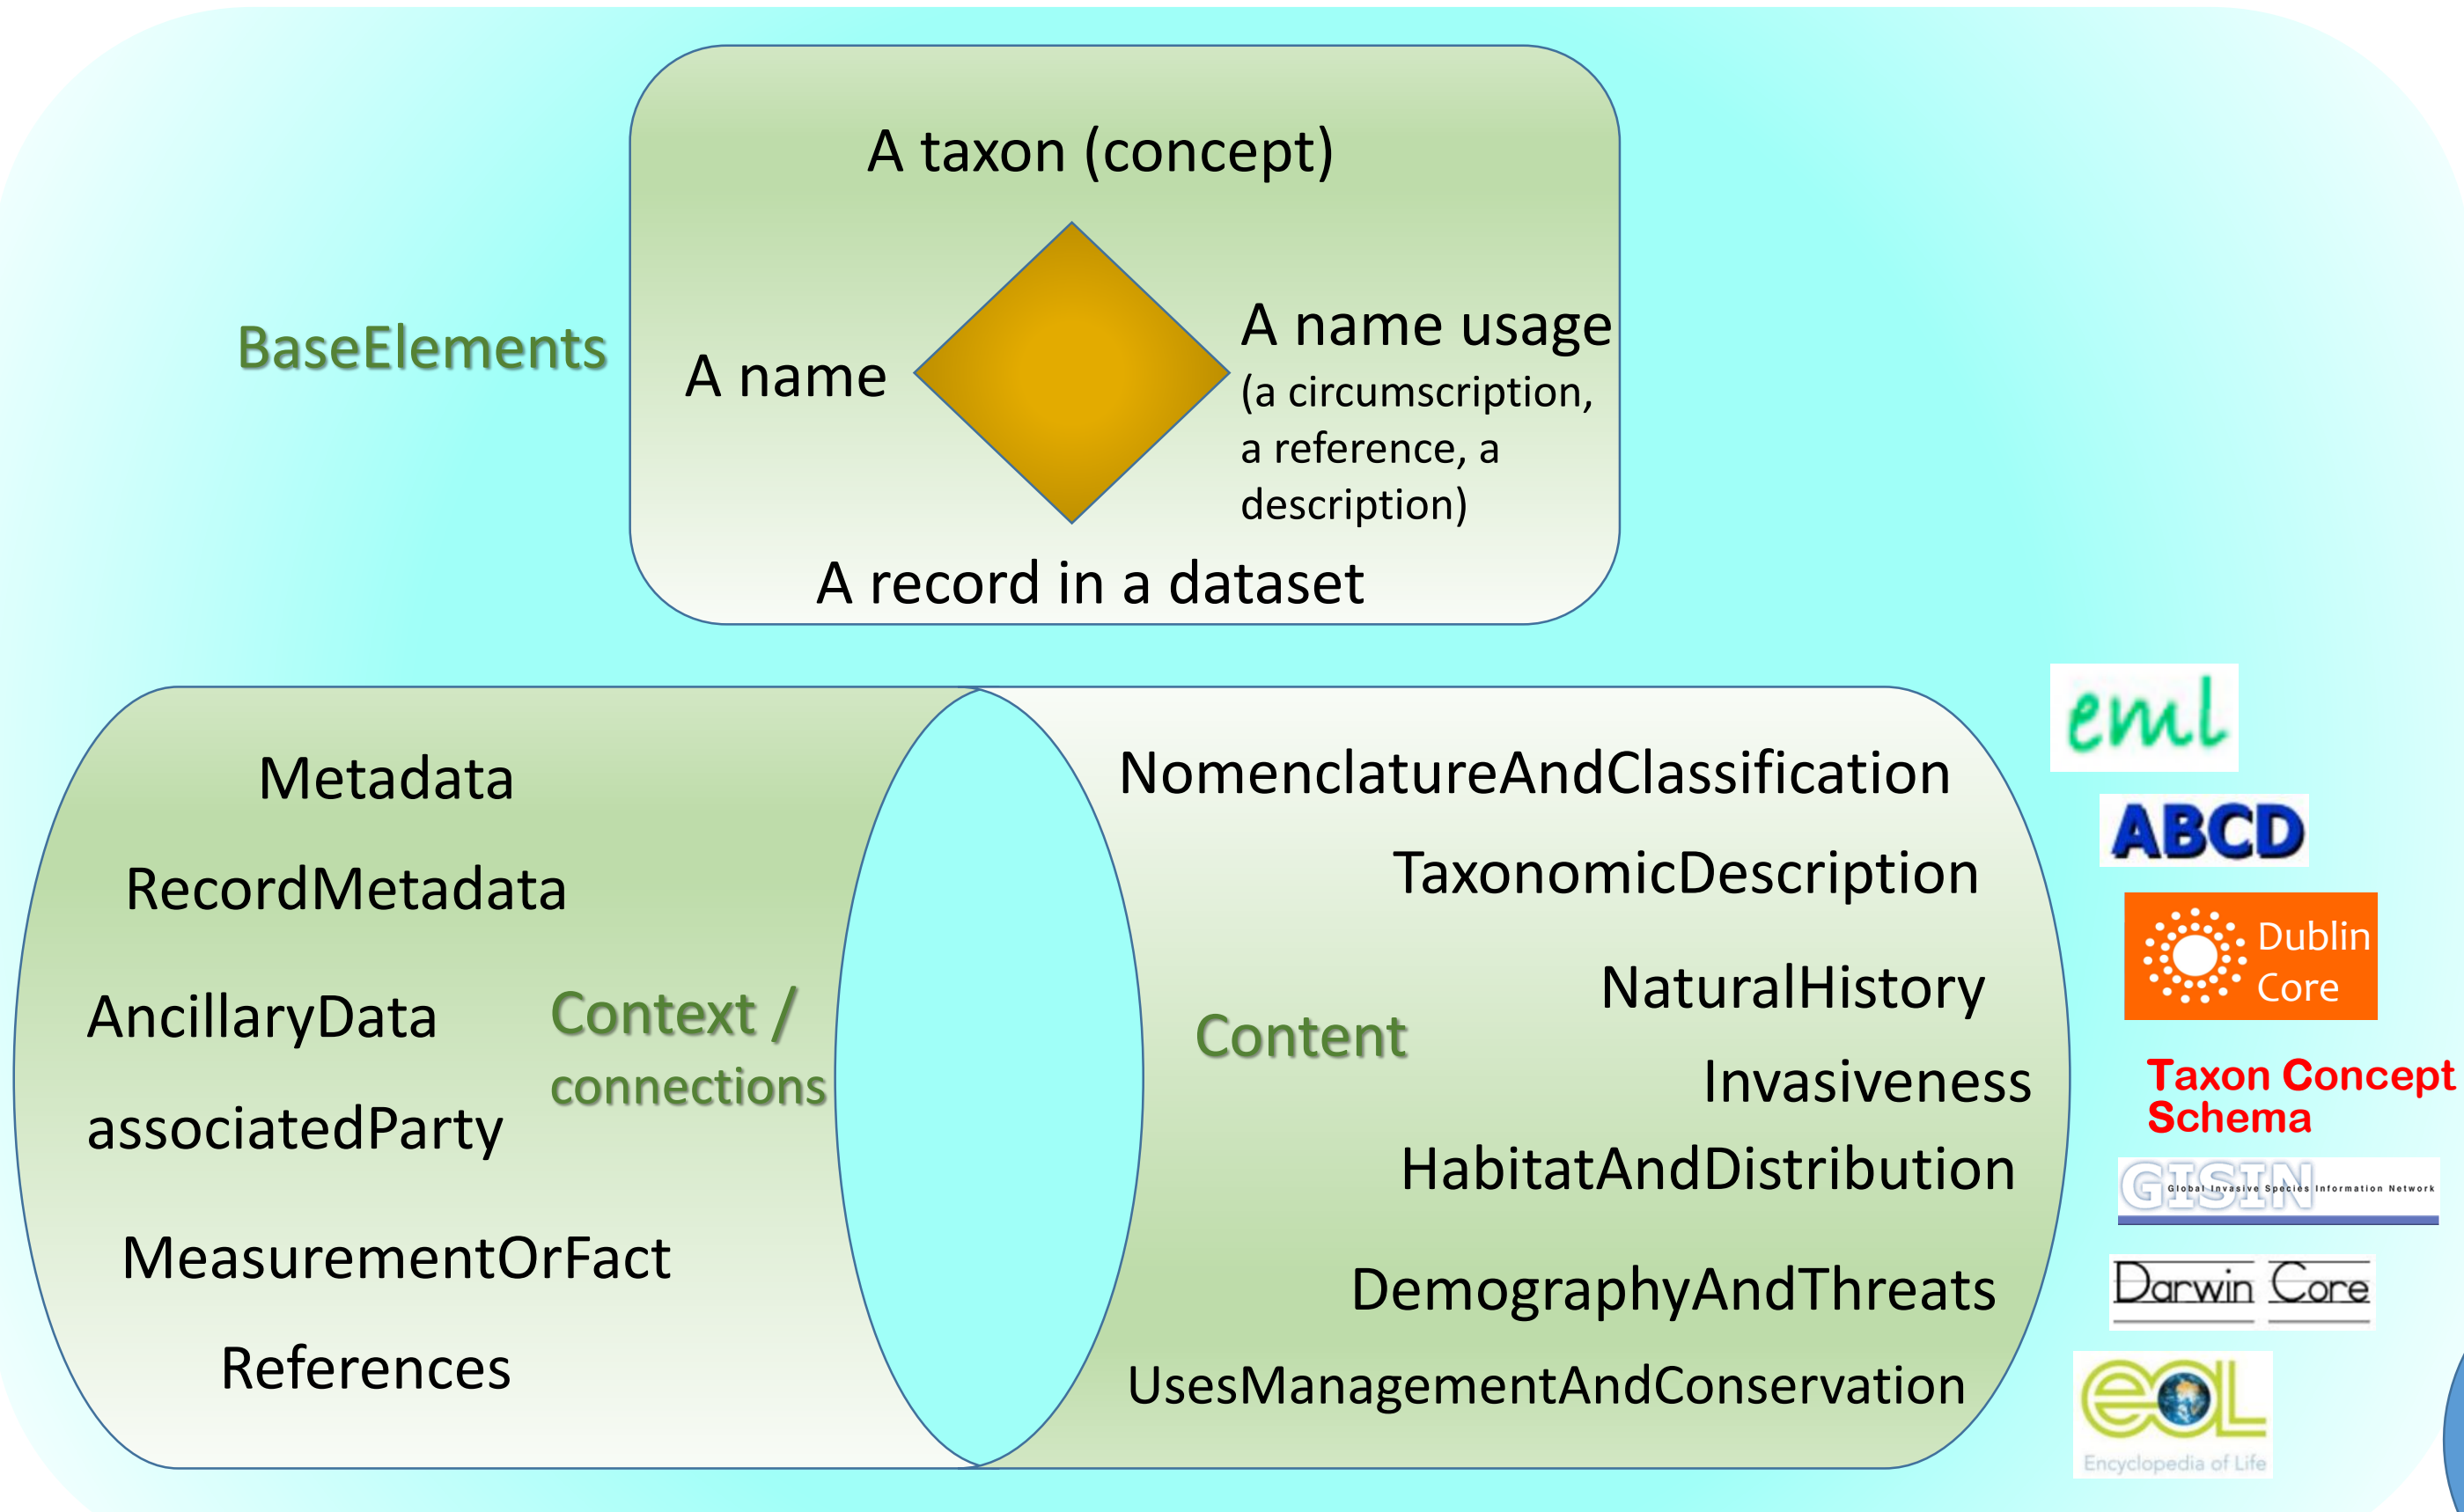 A taxon (concept)
BaseElements
A name
A name usage
(a circumscription,
a reference, a
description)
A record in a dataset
Metadata
RecordMetadata
AncillaryData
associatedParty
MeasurementOrFact
References
Context /
connections
NomenclatureAndClassification
TaxonomicDescription
NaturalHistory
Content
Invasiveness
HabitatAndDistribution
DemographyAndThreats
UsesManagementAndConservation
eml
ABCD
Dublin
Core
Taxon Concept
Schema
GISIN
Global Invasive Species Information Network
Darwin Core
eol
Encyclopedia of Life